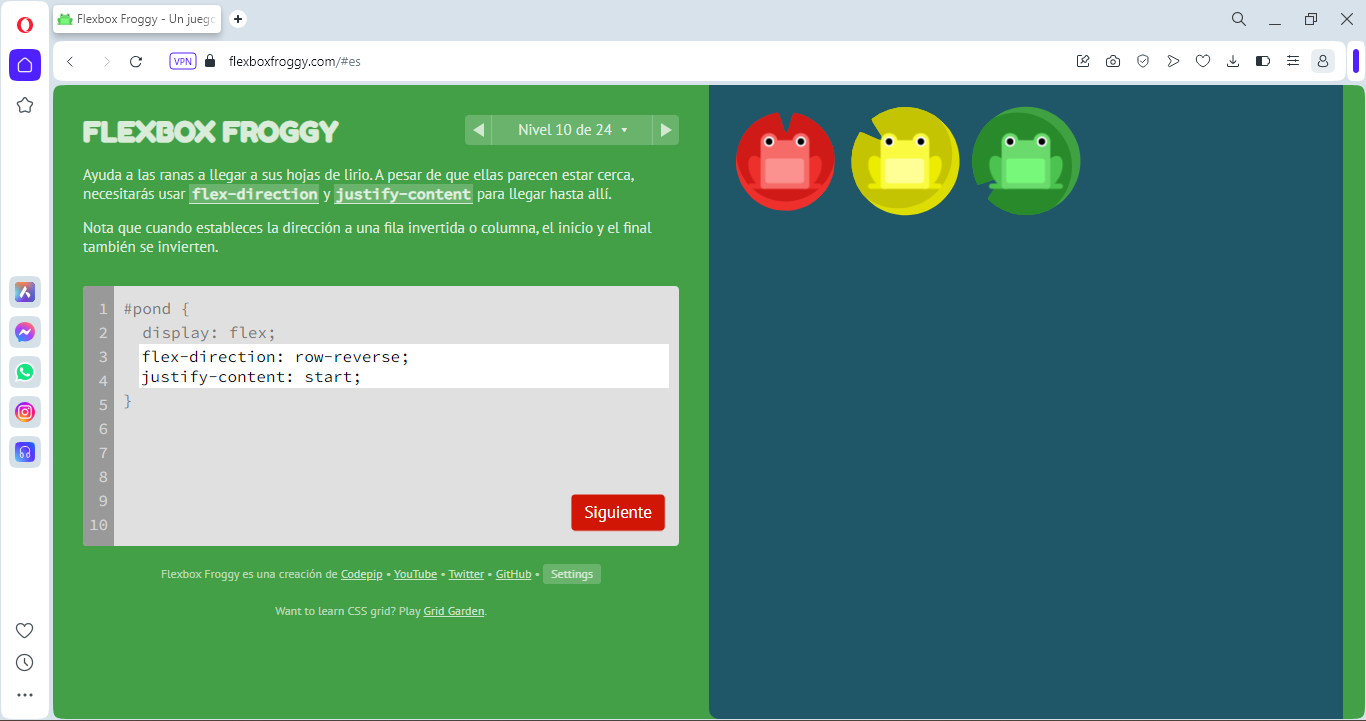 Flexbox Froggy - Un juego
VPN
flexboxfroggy.com/#es
FLEXBOX FROGGY
Nivel 10 de 24
Ayuda a las ranas a llegar a sus hojas de lirio. A pesar de que ellas parecen estar cerca,
necesitarás usar flex-direction y justify-content para llegar hasta allí.
Nota que cuando estableces la dirección a una fila invertida o columna, el inicio y el final
también se invierten.
1 #pond {
2 display: flex;
3 flex-direction: row-reverse;
4 justify-content: start;
5 }
6
7
8
9
10
Siguiente
Flexbox Froggy es una creación de Codepip • YouTube • Twitter • GitHub • Settings
Want to learn CSS grid? Play Grid Garden.